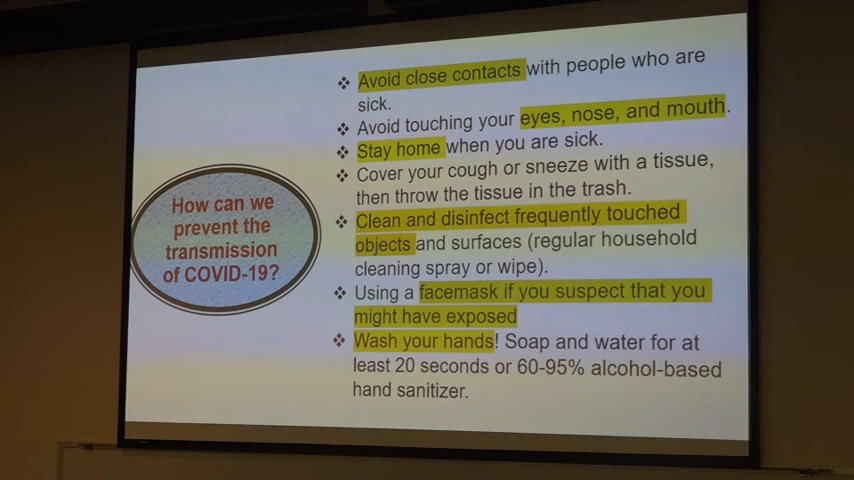 How can we
prevent the
transmission
of COVID-19?
❖ Avoid close contacts with people who are
sick.
❖ Avoid touching your eyes, nose, and mouth.
❖ Stay home when you are sick.
❖ Cover your cough or sneeze with a tissue,
then throw the tissue in the trash.
❖ Clean and disinfect frequently touched
objects and surfaces (regular household
cleaning spray or wipe).
❖ Using a facemask if you suspect that you
might have exposed
❖ Wash your hands! Soap and water for at
least 20 seconds or 60-95% alcohol-based
hand sanitizer.